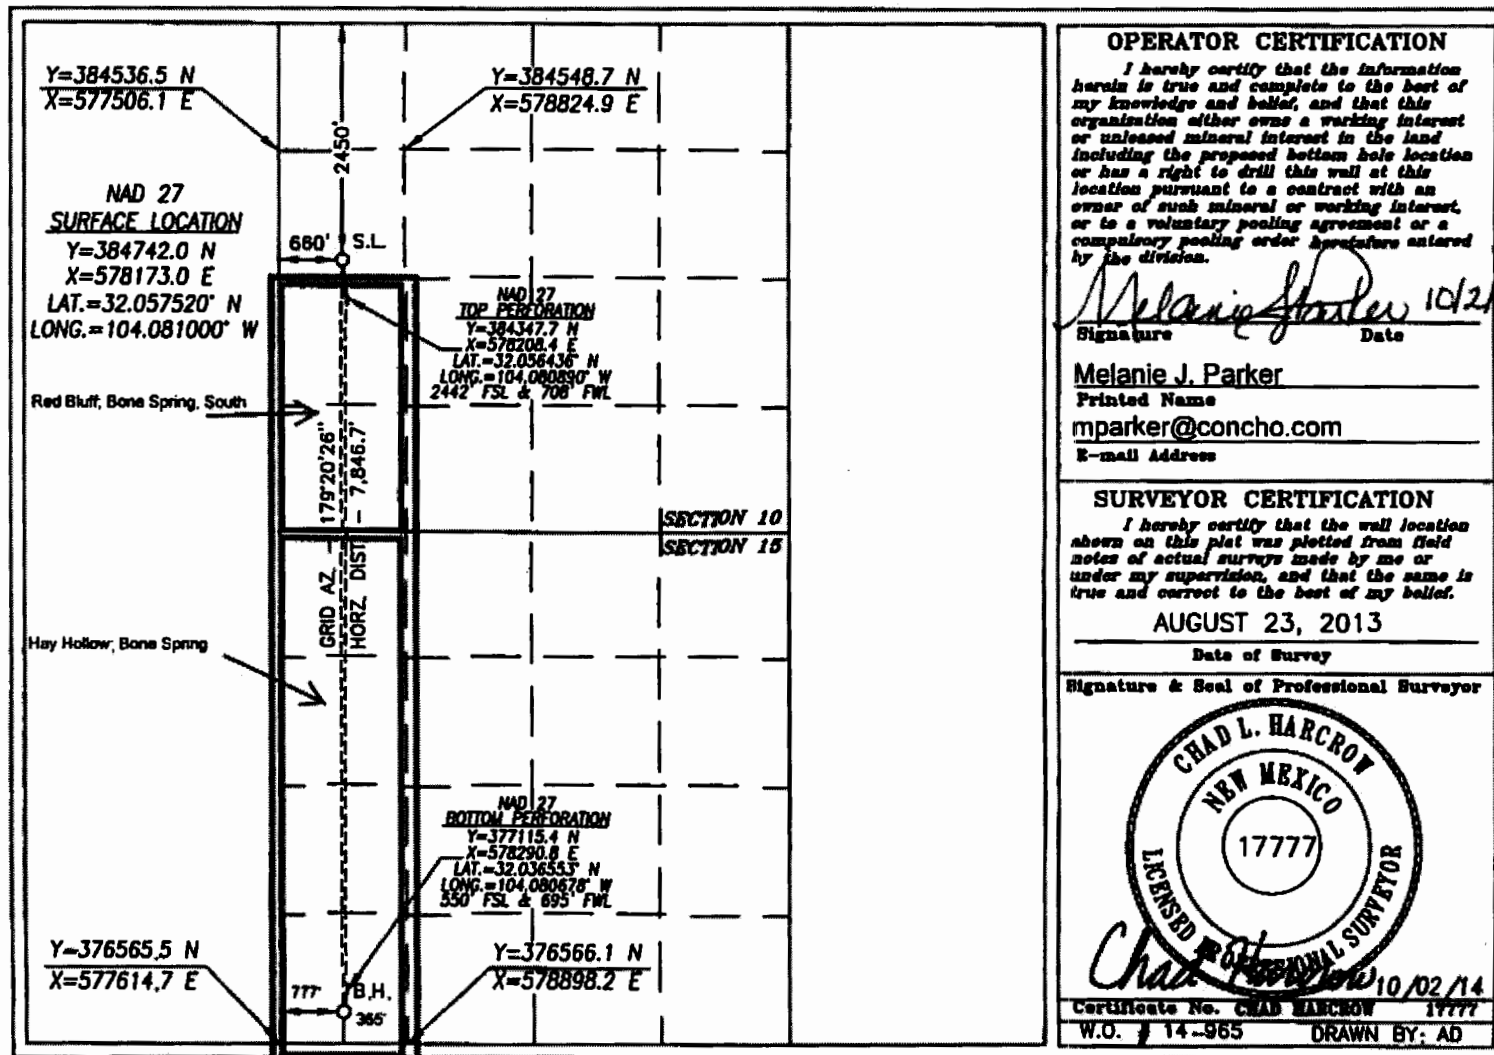 Y=384536.5 N
X=577506.1 E
Y=384548.7 N
X=578824.9 E
2450'
NAD 27
SURFACE LOCATION
Y=384742.0 N
X=578173.0 E
LAT.=32.057520° N
LONG.=104.081000° W
660' S.L.
NAD 27
TOP PERFORATION
Y=384347.7 N
X=578208.4 E
LAT.=32.056436° N
LONG.=104.080890° W
2442' FSL & 708' FWL
Red Bluff; Bone Spring, South
GRID AZ. – 179°20'26"
HORZ. DIST. – 7,846.7'
SECTION 10
SECTION 15
Hay Hollow; Bone Spring
NAD 27
BOTTOM PERFORATION
Y=377115.4 N
X=578290.8 E
LAT.=32.036553° N
LONG.=104.080678° W
550' FSL & 695' FWL
Y=376565.5 N
X=577614.7 E
Y=376566.1 N
X=578898.2 E
777' B.H.
365'
OPERATOR CERTIFICATION
I hereby certify that the information
herein is true and complete to the best of
my knowledge and belief, and that this
organisation either owns a working interest
or unleased mineral interest in the land
including the proposed bottom hole location
or has a right to drill this well at this
location pursuant to a contract with an
owner of such mineral or working interest,
or to a voluntary pooling agreement or a
compulsory pooling order heretofore entered
by the division.
Melanie J Parker 10/21
Signature Date
Melanie J. Parker
Printed Name
mparker@concho.com
E-mail Address
SURVEYOR CERTIFICATION
I hereby certify that the well location
shown on this plat was plotted from field
notes of actual surveys made by me or
under my supervision, and that the same is
true and correct to the best of my belief.
AUGUST 23, 2013
Date of Survey
Signature & Seal of Professional Surveyor
CHAD L. HARCROW
NEW MEXICO
17777
LICENSED PROFESSIONAL SURVEYOR
Chad Harcrow 10/02/14
Certificate No. CHAD HARCROW 17777
W.O. # 14-965 DRAWN BY: AD